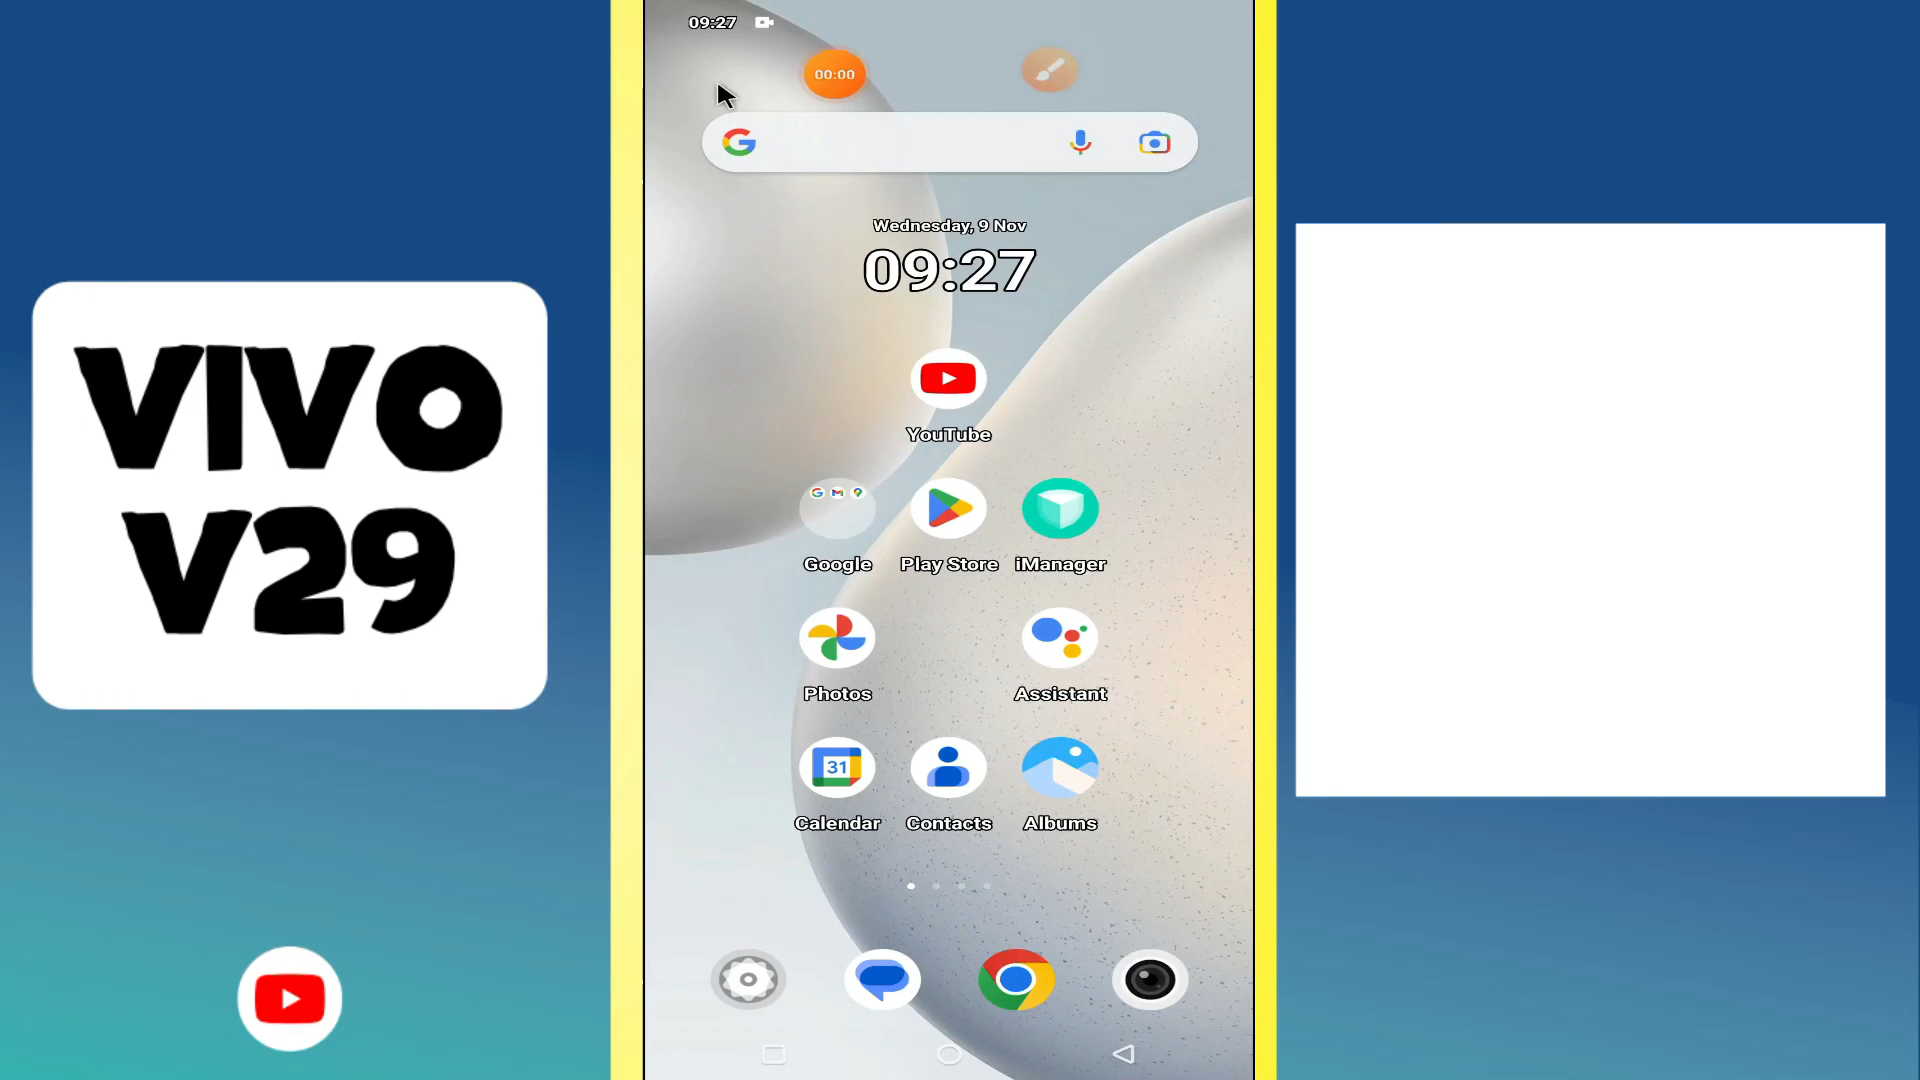 09:27
00:00
Wednesday, 9 Nov
09:27
YouTube
Google
Play Store
iManager
Photos
Assistant
31
Calendar
Contacts
Albums
VIVO
V29